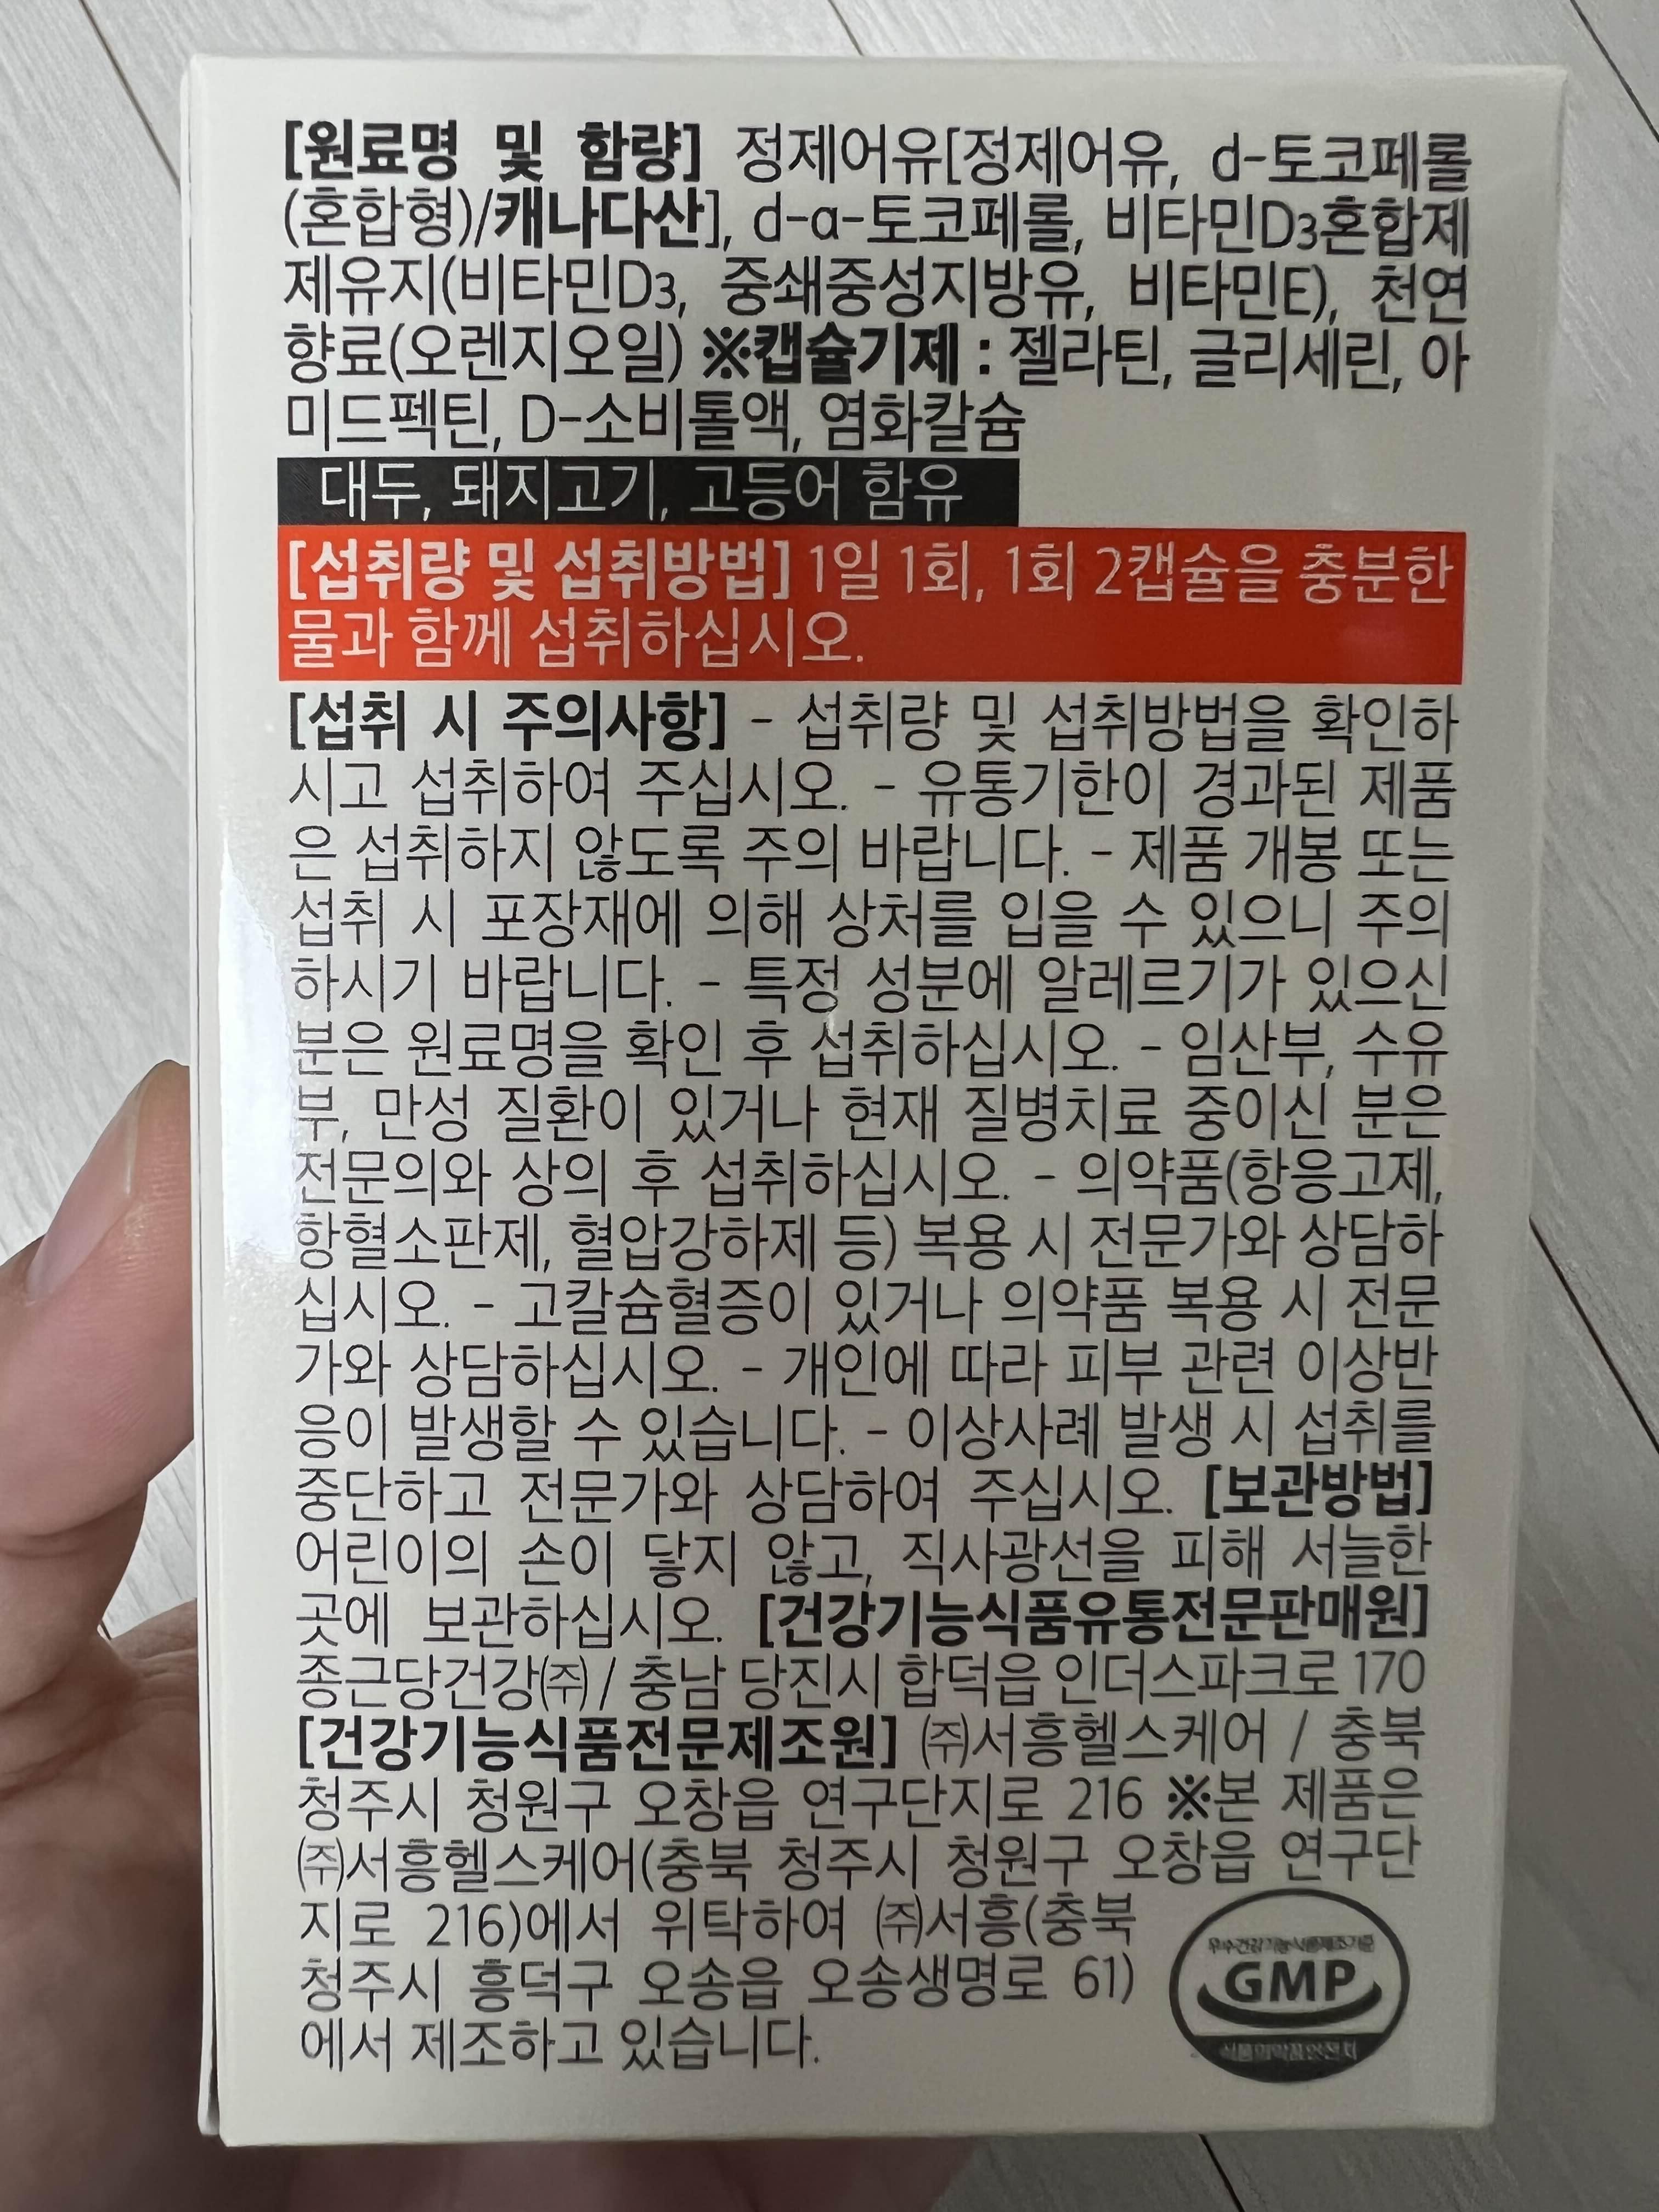 [원료명 및 함량] 정제어유[정제어유, d-토코페롤
(혼합형)/캐나다산], d-α-토코페롤, 비타민D3혼합제
제유지(비타민D3, 중쇄중성지방유, 비타민E), 천연
향료(오렌지오일) ※캡슐기제 : 젤라틴, 글리세린, 아
미드펙틴, D-소비톨액, 염화칼슘
대두, 돼지고기, 고등어 함유
[섭취량 및 섭취방법] 1일 1회, 1회 2캡슐을 충분한
물과 함께 섭취하십시오.
[섭취 시 주의사항] - 섭취량 및 섭취방법을 확인하
시고 섭취하여 주십시오. - 유통기한이 경과된 제품
은 섭취하지 않도록 주의 바랍니다. - 제품 개봉 또는
섭취 시 포장재에 의해 상처를 입을 수 있으니 주의
하시기 바랍니다. - 특정 성분에 알레르기가 있으신
분은 원료명을 확인 후 섭취하십시오. - 임산부, 수유
부, 만성 질환이 있거나 현재 질병치료 중이신 분은
전문의와 상의 후 섭취하십시오. - 의약품(항응고제,
항혈소판제, 혈압강하제 등) 복용 시 전문가와 상담하
십시오. - 고칼슘혈증이 있거나 의약품 복용 시 전문
가와 상담하십시오. - 개인에 따라 피부 관련 이상반
응이 발생할 수 있습니다. - 이상사례 발생 시 섭취를
중단하고 전문가와 상담하여 주십시오. [보관방법]
어린이의 손이 닿지 않고, 직사광선을 피해 서늘한
곳에 보관하십시오. [건강기능식품유통전문판매원]
종근당건강㈜ / 충남 당진시 합덕읍 인더스파크로 170
[건강기능식품전문제조원] ㈜서흥헬스케어 / 충북
청주시 청원구 오창읍 연구단지로 216 ※본 제품은
㈜서흥헬스케어(충북 청주시 청원구 오창읍 연구단
지로 216)에서 위탁하여 ㈜서흥(충북
청주시 흥덕구 오송읍 오송생명로 61)
에서 제조하고 있습니다.
우수건강기능식품제조기준
GMP
식품의약품안전처